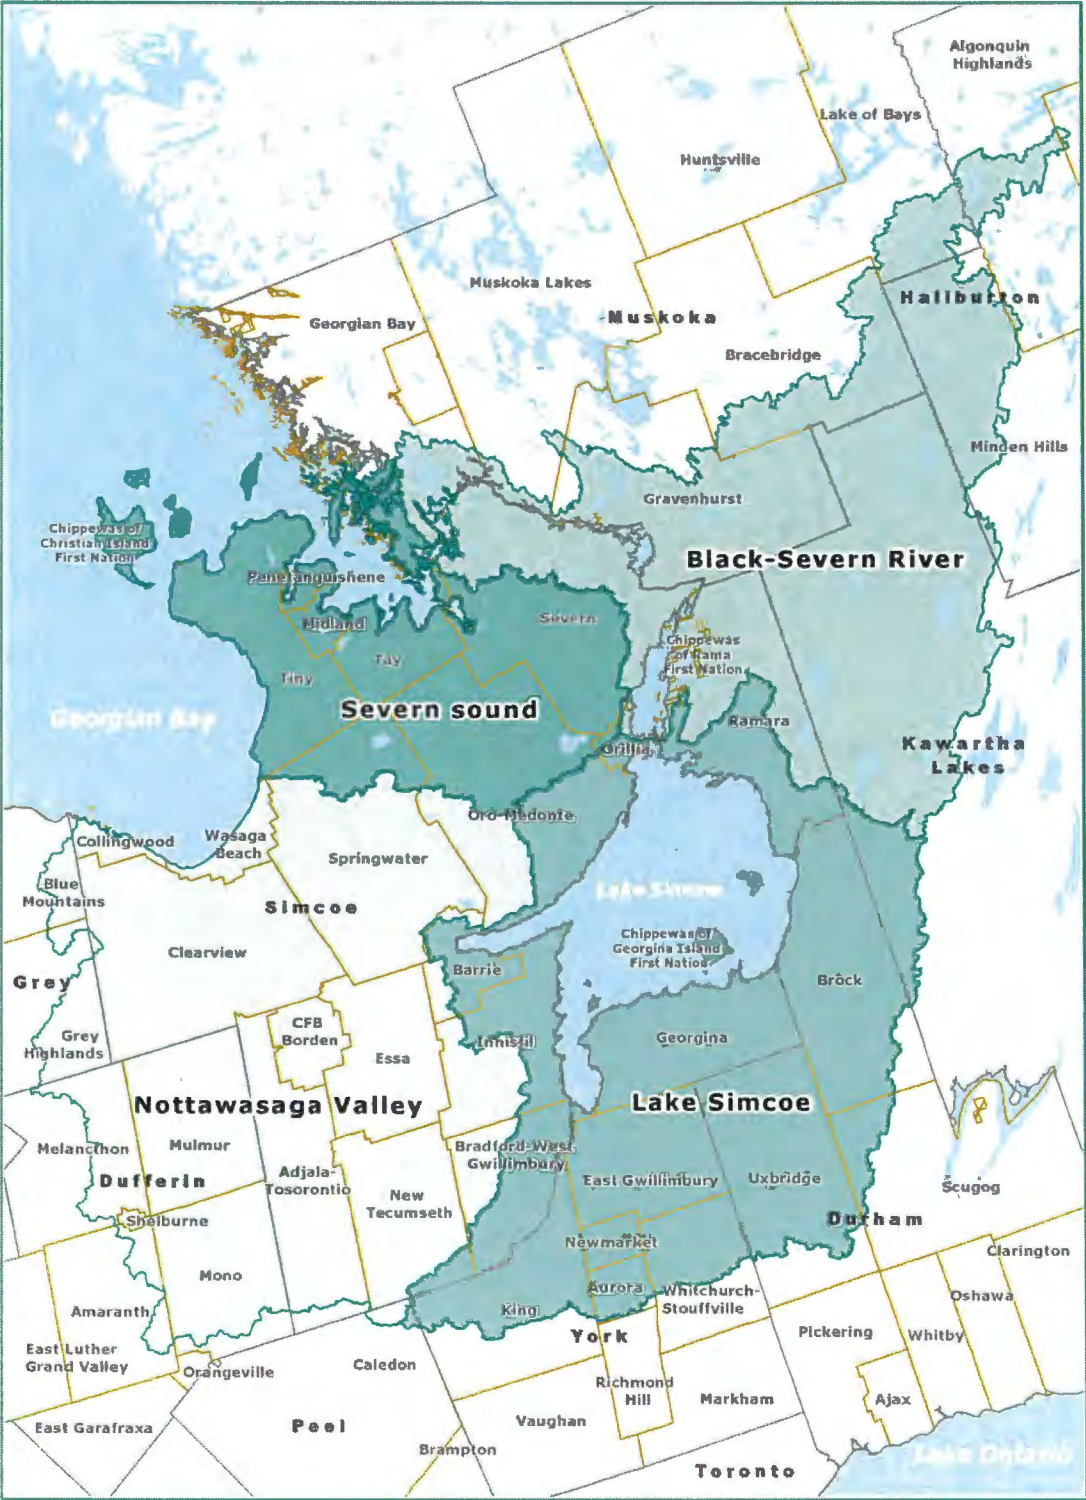 Algonquin
Highlands
Lake of Bays
Huntsville
Muskoka Lakes
Haliburton
Muskoka
Georgian Bay
Bracebridge
Minden Hills
Gravenhurst
Chippewas of
Christian Island
First Nation
Black-Severn River
Penetanguishene
Midland
Severn
Chippewas
of Rama
First Nation
Tay
Tiny
Severn sound
Georgian Bay
Ramara
Orillia
Kawartha
Lakes
Oro-Medonte
Collingwood
Wasaga
Beach
Springwater
Blue
Mountains
Lake Simcoe
Simcoe
Chippewas of
Georgina Island
First Nation
Clearview
Barrie
Brock
Grey
CFB
Borden
Grey
Highlands
Innisfil
Georgina
Essa
Nottawasaga Valley
Lake Simcoe
Melancthon
Mulmur
Bradford-West
Gwillimbury
Dufferin
Adjala-
Tosorontio
East Gwillimbury
Uxbridge
Scugog
New
Tecumseth
Shelburne
Durham
Newmarket
Clarington
Mono
Aurora
Whitchurch-
Stouffville
Oshawa
Amaranth
King
York
Pickering
Whitby
East Luther
Grand Valley
Orangeville
Caledon
Richmond
Hill
Markham
Ajax
East Garafraxa
Peel
Vaughan
Brampton
Lake Ontario
Toronto